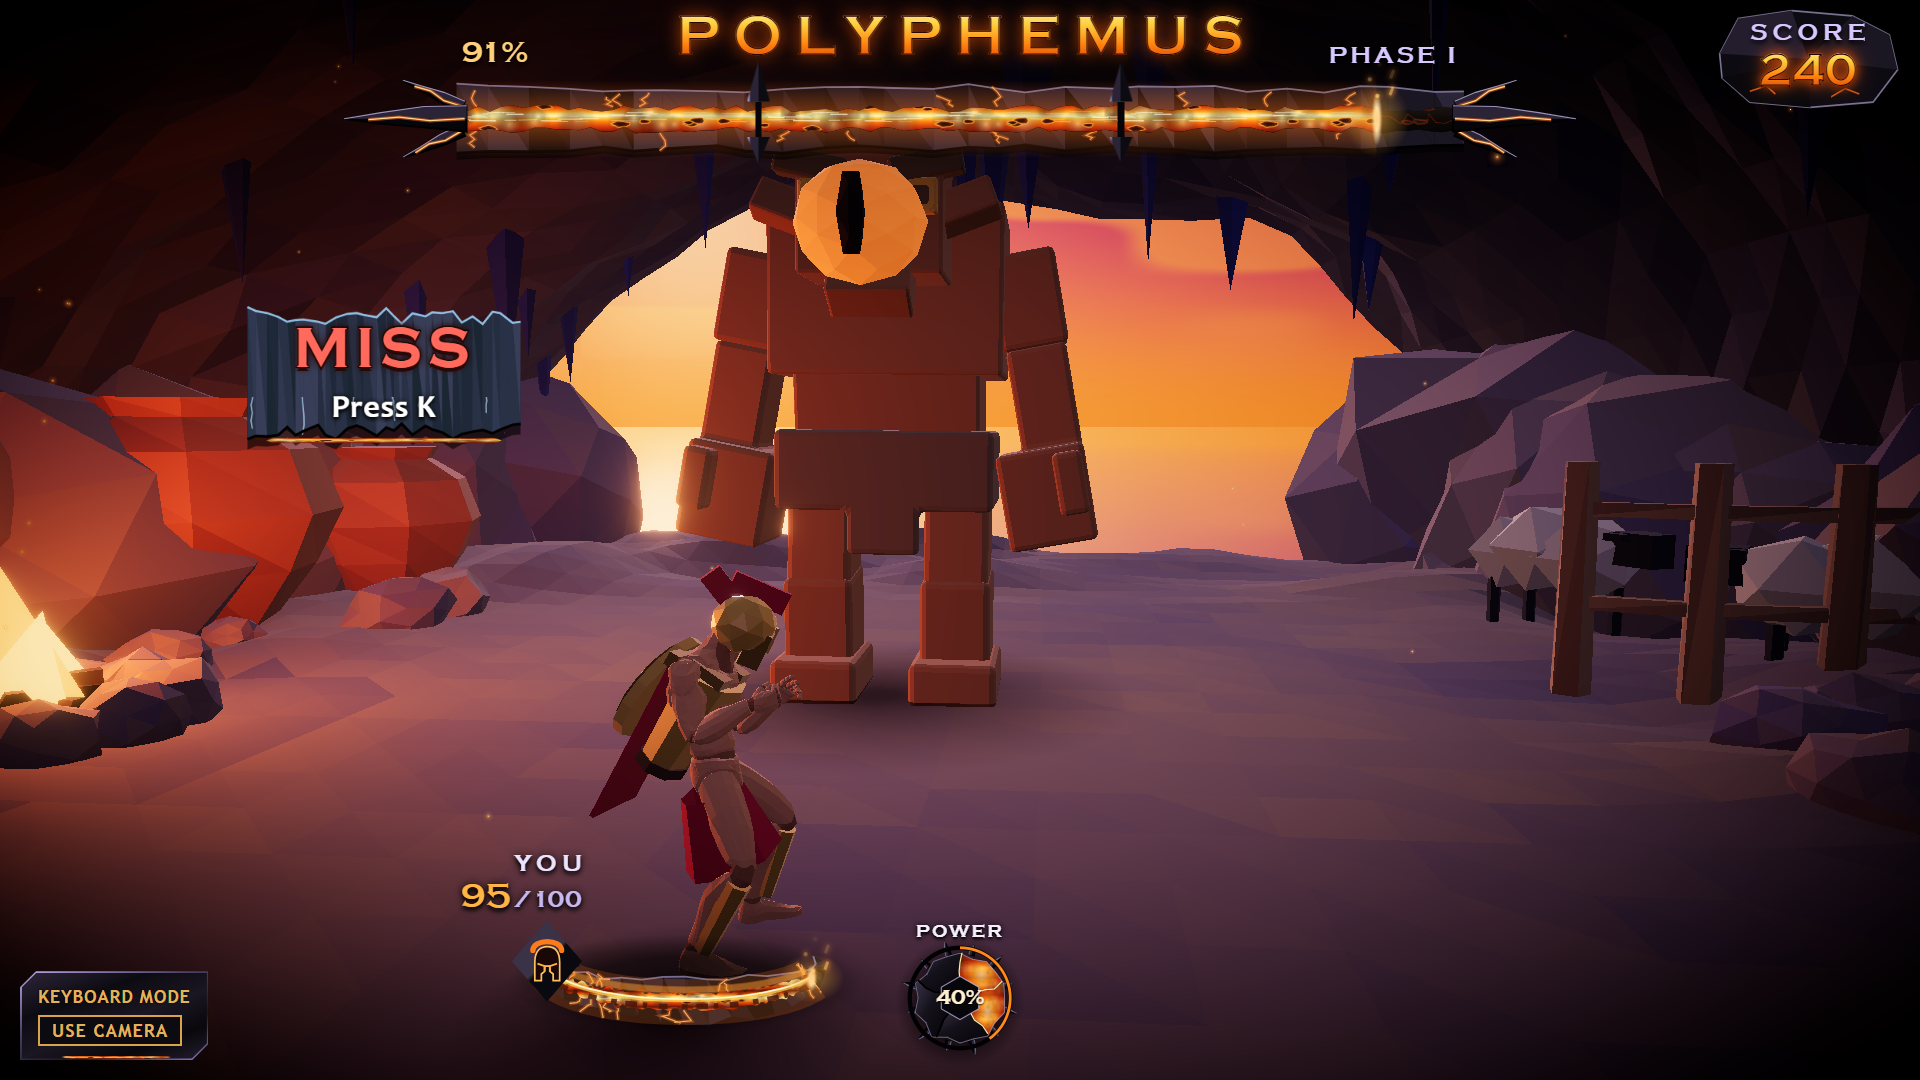 POLYPHEMUS
91%
PHASE I
SCORE
240
MISS
Press K
YOU
95/100
POWER
40%
KEYBOARD MODE
USE CAMERA